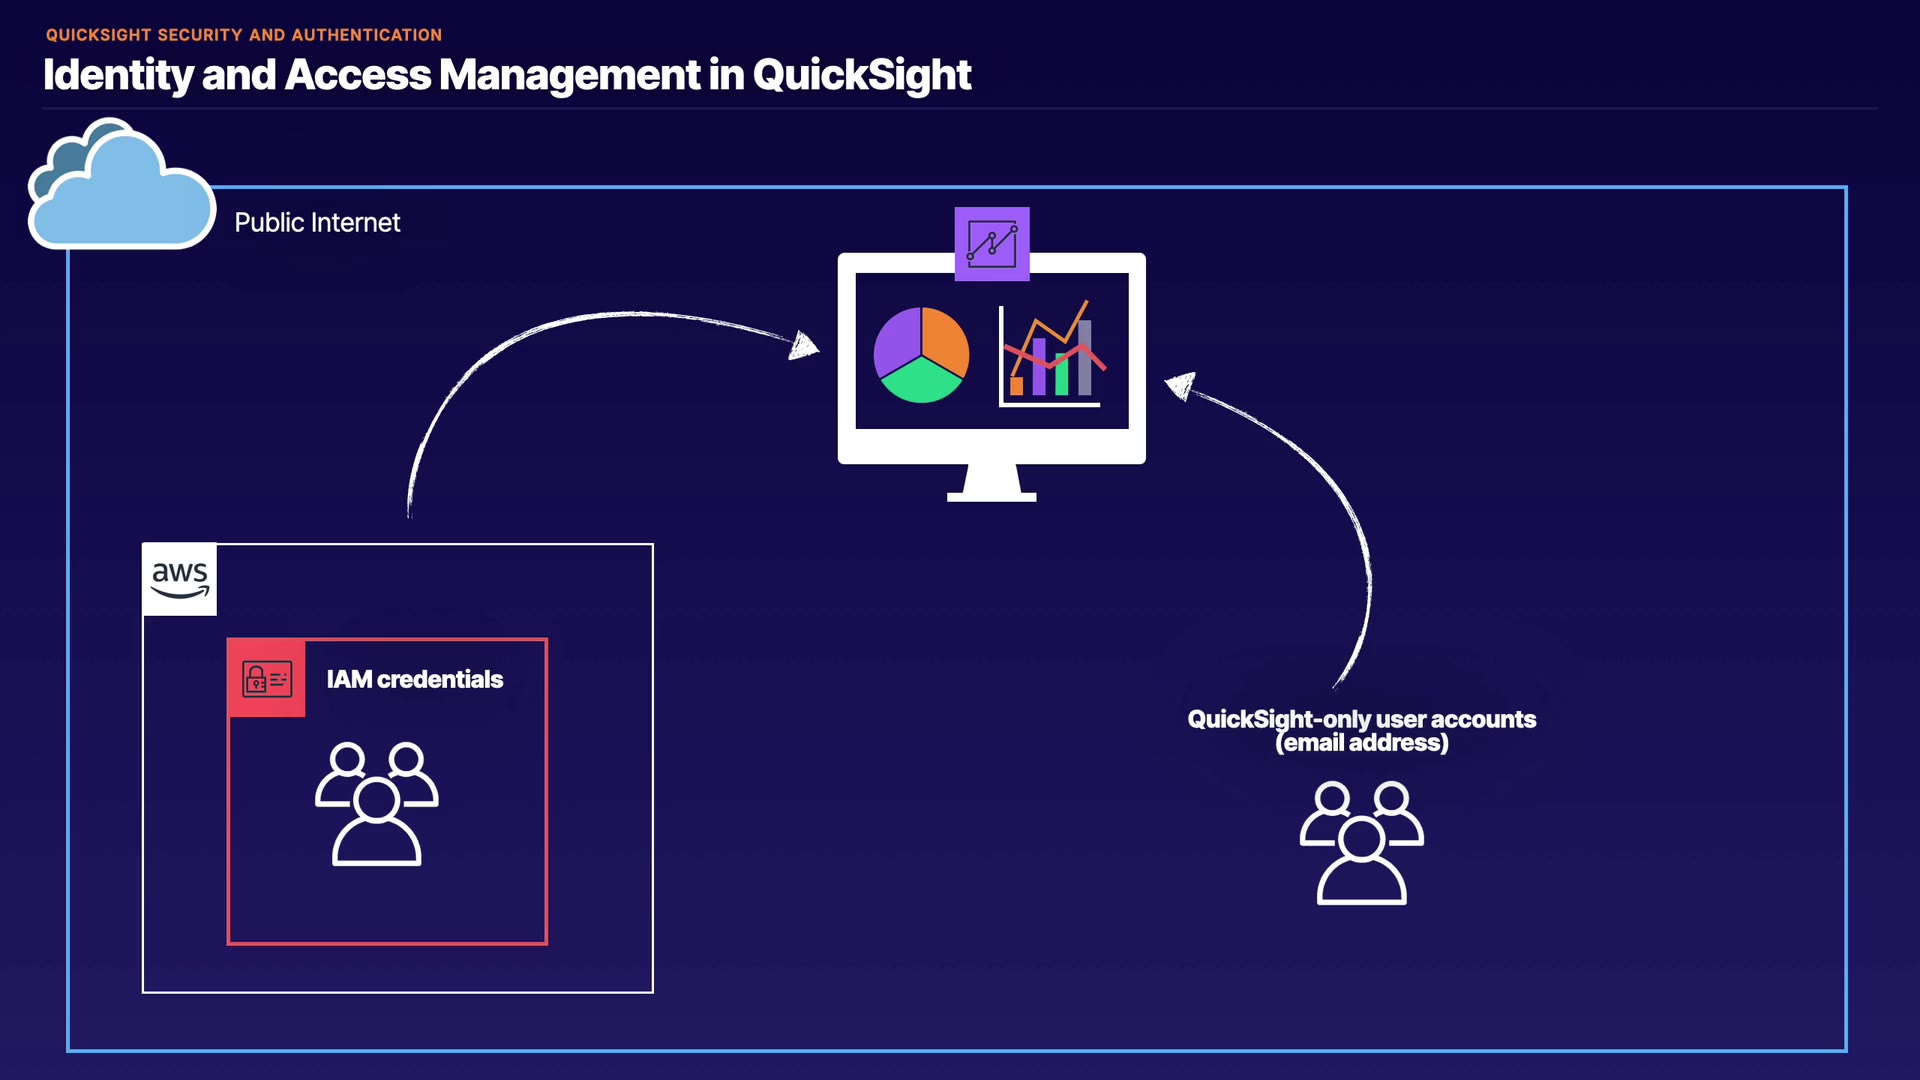 QUICKSIGHT SECURITY AND AUTHENTICATION
Identity and Access Management in QuickSight
Public Internet
aws
IAM credentials
QuickSight-only user accounts
(email address)